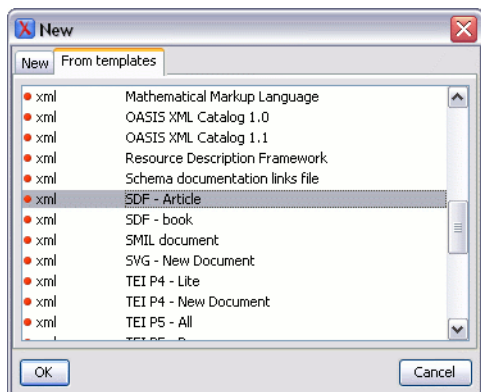 New
New From templates
xml Mathematical Markup Language
xml OASIS XML Catalog 1.0
xml OASIS XML Catalog 1.1
xml Resource Description Framework
xml Schema documentation links file
xml SDF - Article
xml SDF - book
xml SMIL document
xml SVG - New Document
xml TEI P4 - Lite
xml TEI P4 - New Document
xml TEI P5 - All
OK Cancel